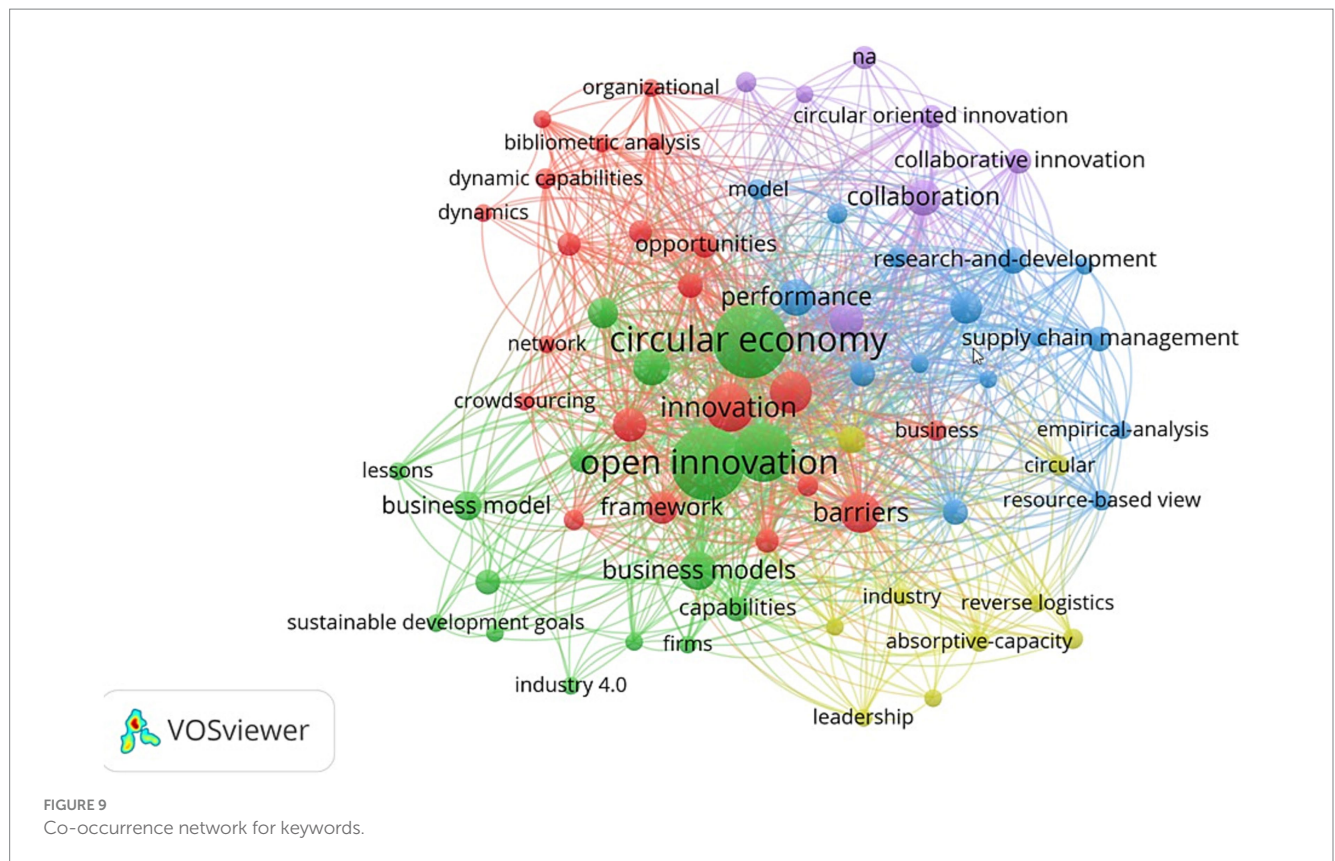 na
organizational
circular oriented innovation
bibliometric analysis
collaborative innovation
dynamic capabilities
model
collaboration
dynamics
opportunities
research-and-development
performance
circular economy
supply chain management
network
crowdsourcing
innovation
business
empirical-analysis
open innovation
circular
lessons
business model
framework
barriers
resource-based view
business models
industry
reverse logistics
capabilities
sustainable development goals
firms
absorptive-capacity
industry 4.0
leadership
VOSviewer
FIGURE 9
Co-occurrence network for keywords.